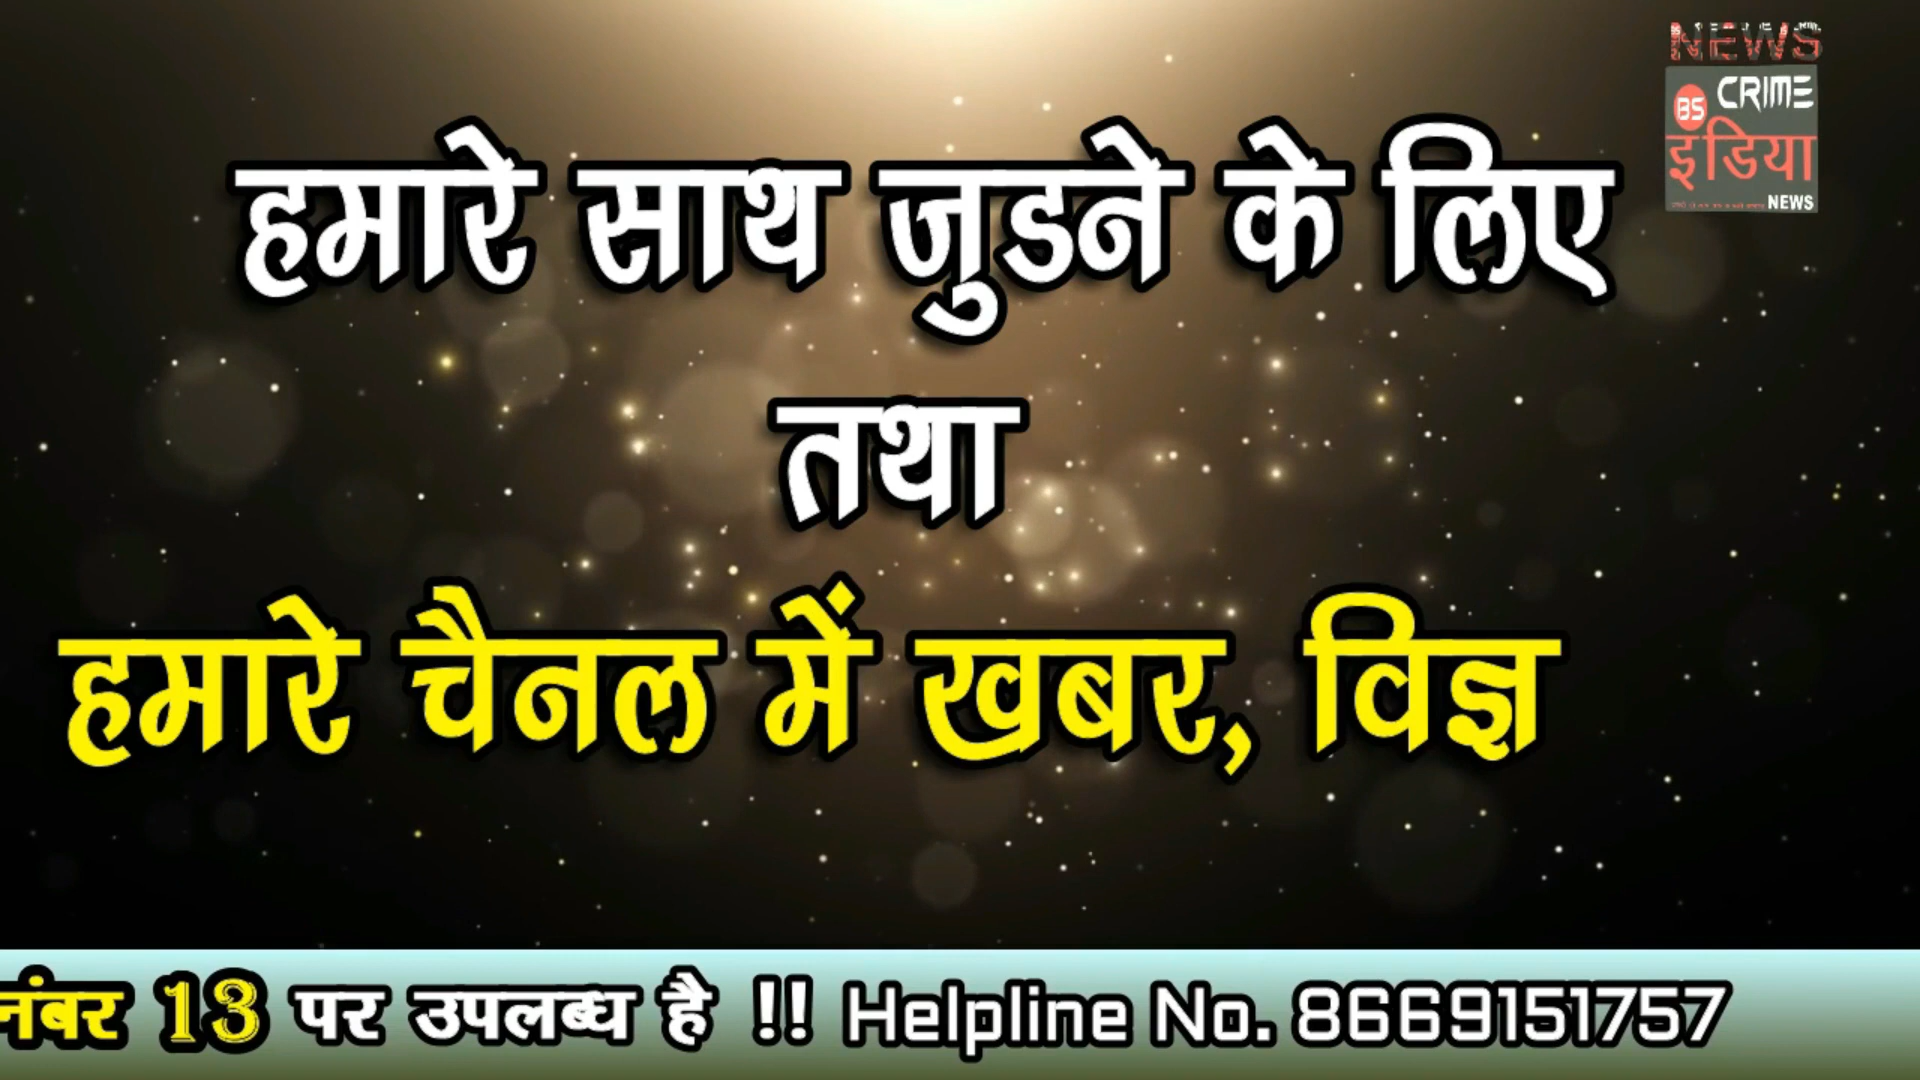 NEWS
BS CRIME
इंडिया
NEWS
हमारे साथ जुडने के लिए
तथा
हमारे चैनल में खबर, विज्ञ
नंबर 13 पर उपलब्ध है !! Helpline No. 8669151757